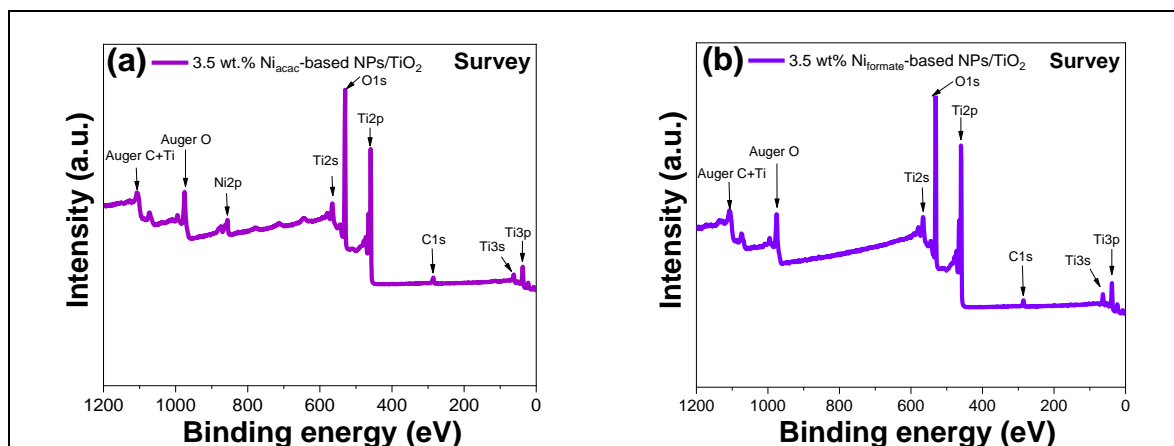 (a)
3.5 wt.% Niacac-based NPs/TiO2
Survey
O1s
Ti2p
Auger O
Auger C+Ti
Ti2s
Ni2p
C1s
Ti3s
Ti3p
Intensity (a.u.)
1200 1000 800 600 400 200 0
Binding energy (eV)
(b)
3.5 wt% Niformate-based NPs/TiO2
Survey
O1s
Ti2p
Auger O
Auger C+Ti
Ti2s
C1s
Ti3s
Ti3p
Intensity (a.u.)
1200 1000 800 600 400 200 0
Binding energy (eV)